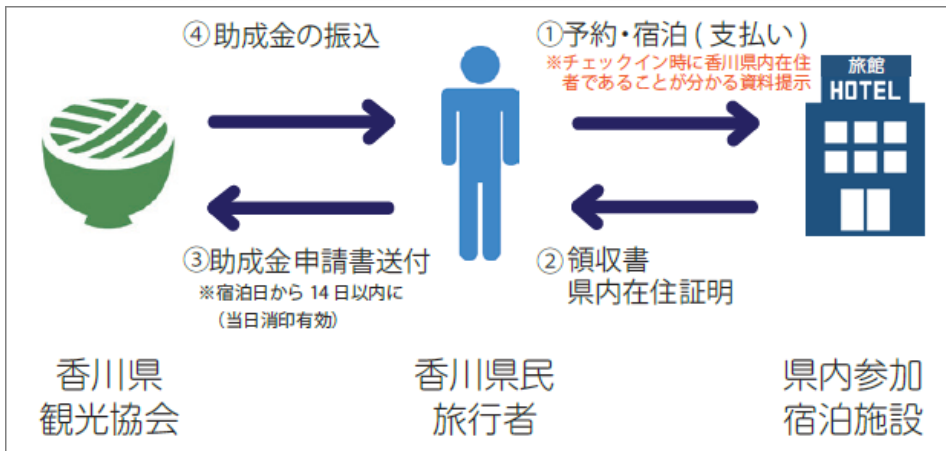 ④助成金の振込
①予約・宿泊(支払い)
※チェックイン時に香川県内在住
者であることが分かる資料提示
旅館
HOTEL
③助成金申請書送付
※宿泊日から 14 日以内に
（当日消印有効）
②領収書
県内在住証明
香川県
観光協会
香川県民
旅行者
県内参加
宿泊施設